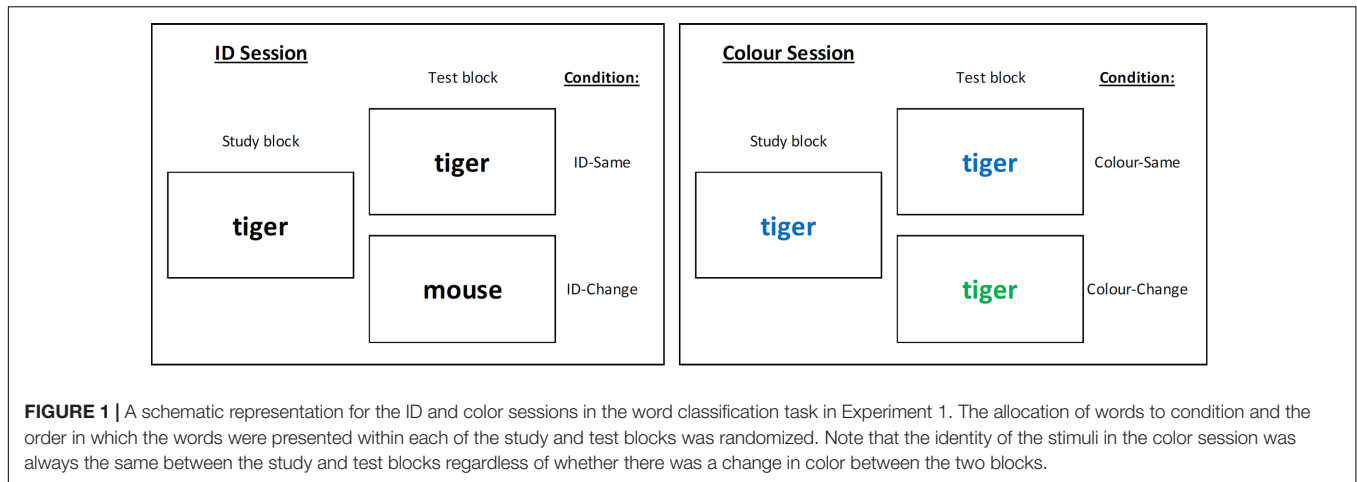 ID Session
Test block
Condition:
Study block
tiger
ID-Same
tiger
mouse
ID-Change
Colour Session
Test block
Condition:
Study block
tiger
Colour-Same
tiger
tiger
Colour-Change
FIGURE 1 | A schematic representation for the ID and color sessions in the word classification task in Experiment 1. The allocation of words to condition and the
order in which the words were presented within each of the study and test blocks was randomized. Note that the identity of the stimuli in the color session was
always the same between the study and test blocks regardless of whether there was a change in color between the two blocks.